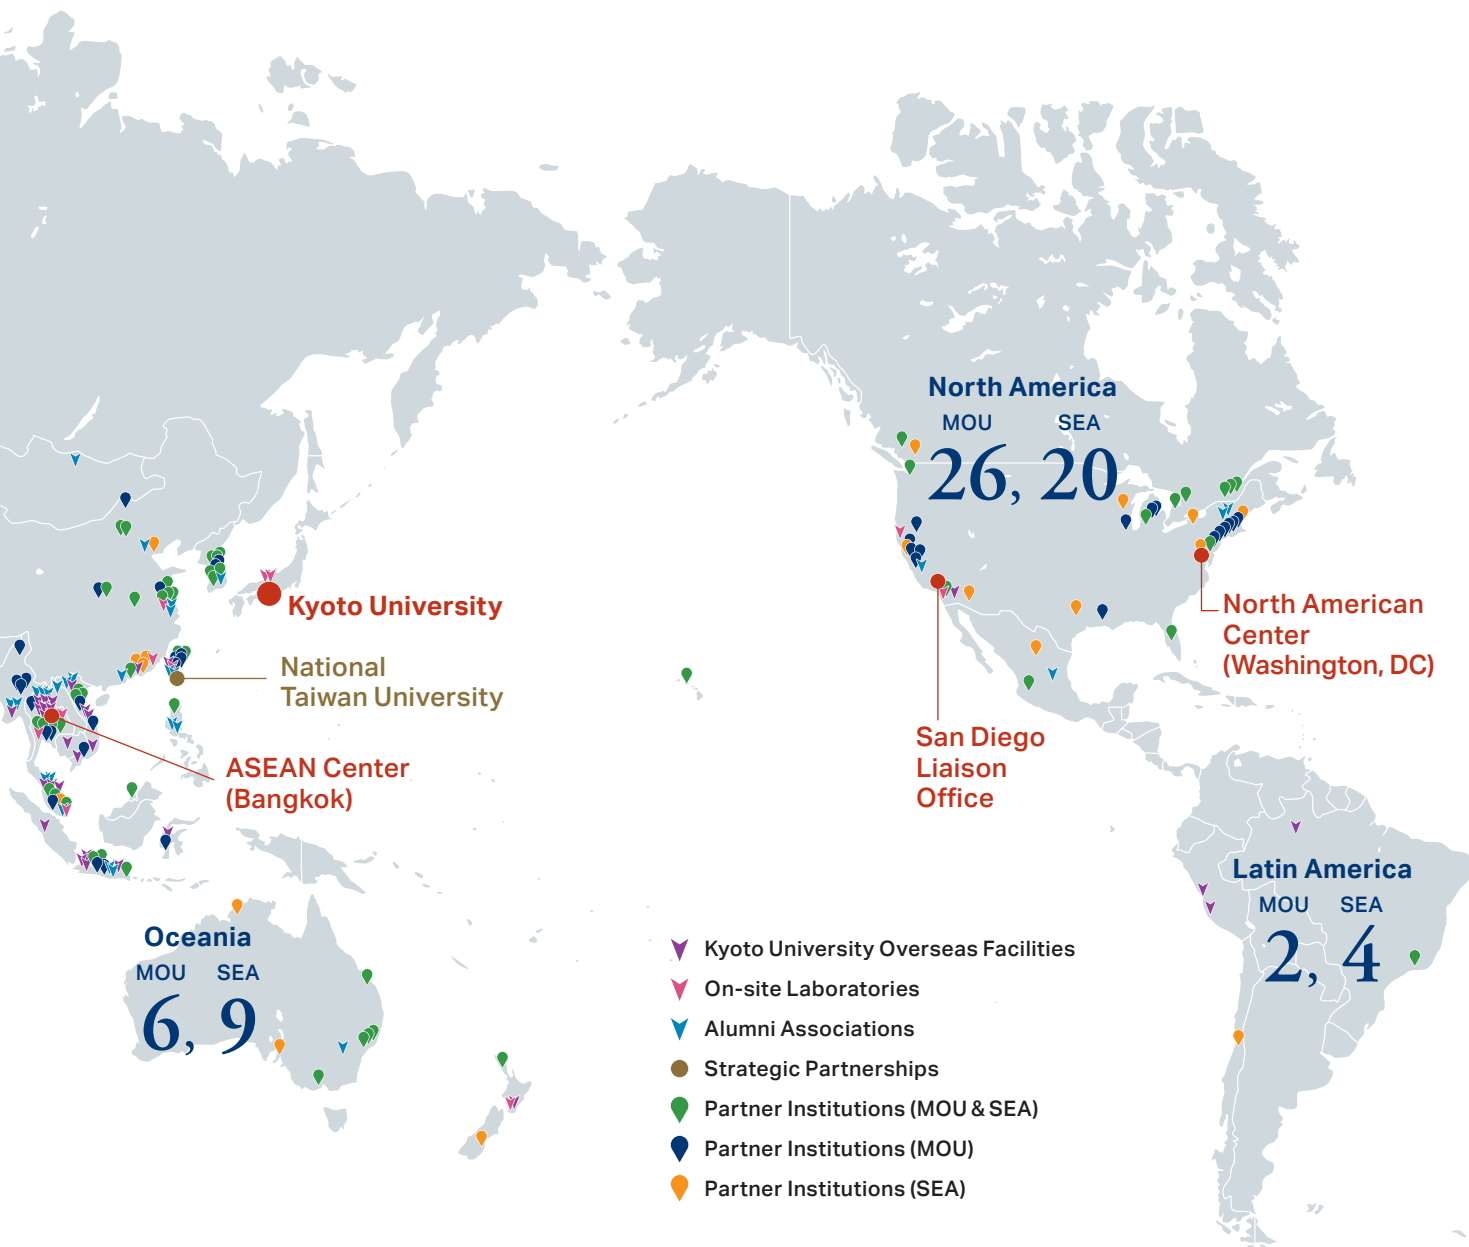 North America
MOU SEA
26, 20
Kyoto University
National
Taiwan University
North American
Center
(Washington, DC)
ASEAN Center
(Bangkok)
San Diego
Liaison
Office
Latin America
MOU SEA
2, 4
Oceania
MOU SEA
6, 9
Kyoto University Overseas Facilities
On-site Laboratories
Alumni Associations
Strategic Partnerships
Partner Institutions (MOU & SEA)
Partner Institutions (MOU)
Partner Institutions (SEA)